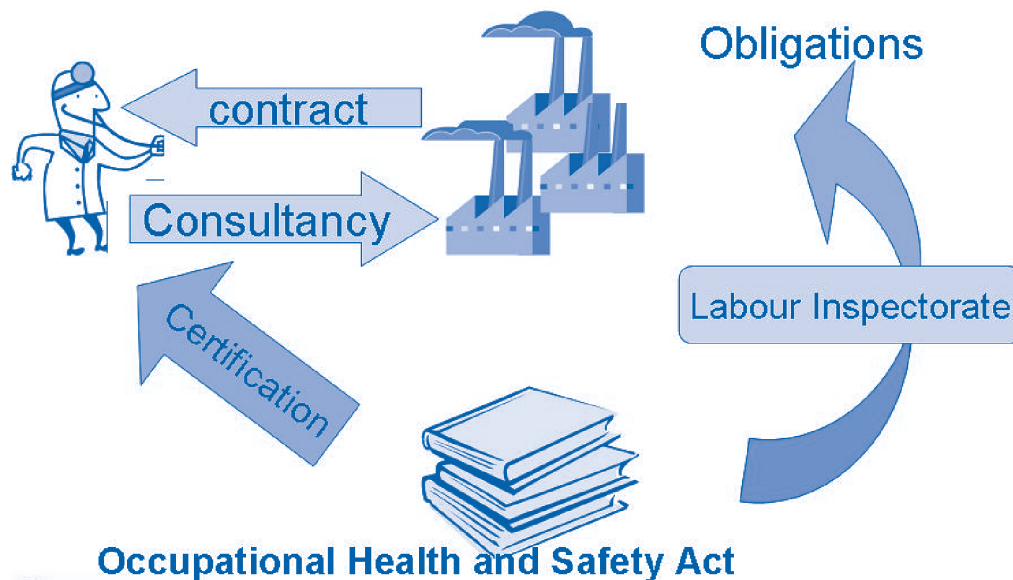 Obligations
contract
Consultancy
Labour Inspectorate
Certification
Occupational Health and Safety Act